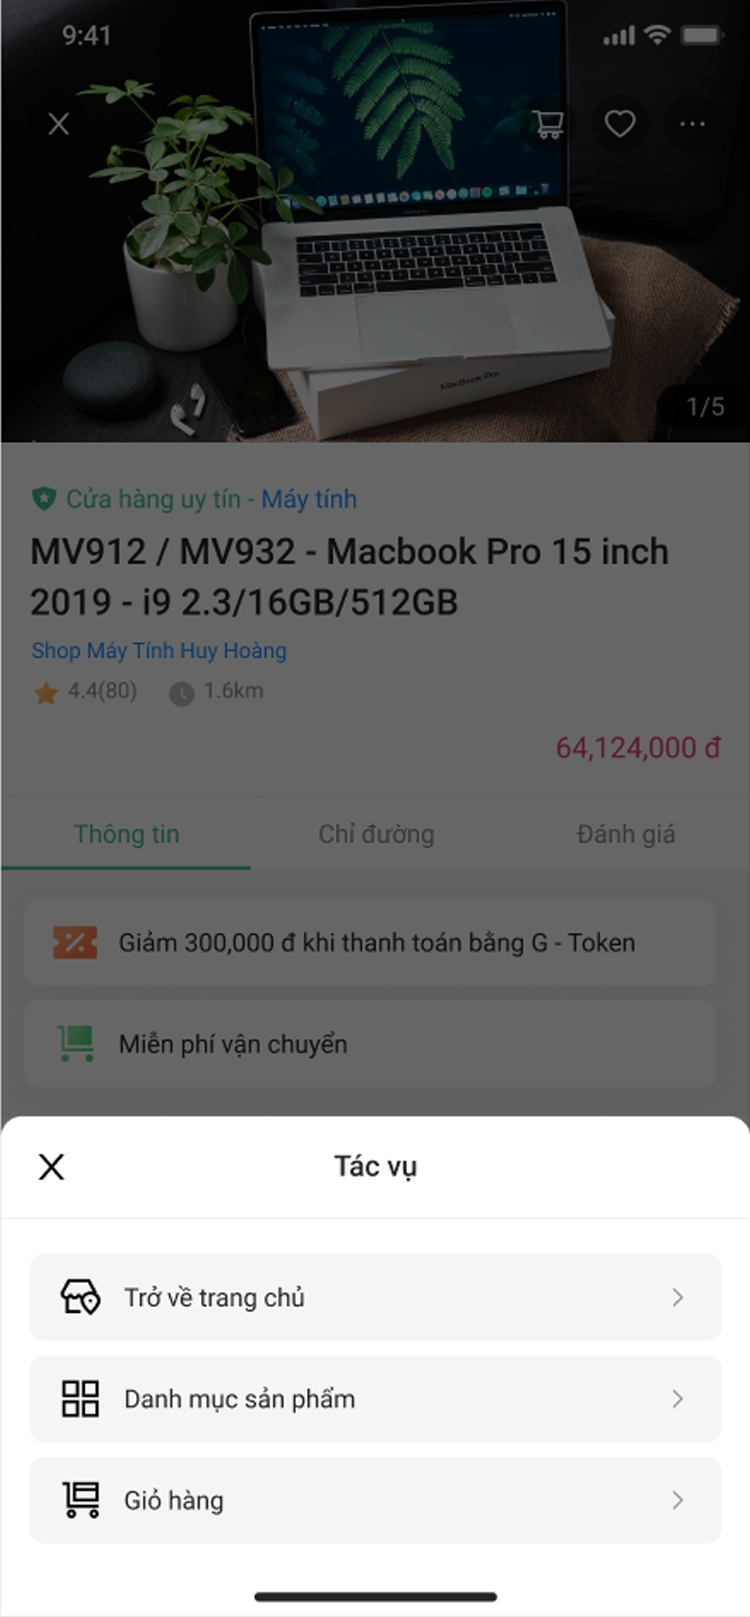 9:41
MacBook Pro
1/5
Cửa hàng uy tín - Máy tính
MV912 / MV932 - Macbook Pro 15 inch
2019 - i9 2.3/16GB/512GB
Shop Máy Tính Huy Hoàng
4.4(80) 1.6km
64,124,000 đ
Thông tin Chỉ đường Đánh giá
Giảm 300,000 đ khi thanh toán bằng G - Token
Miễn phí vận chuyển
Tác vụ
Trở về trang chủ
Danh mục sản phẩm
Giỏ hàng